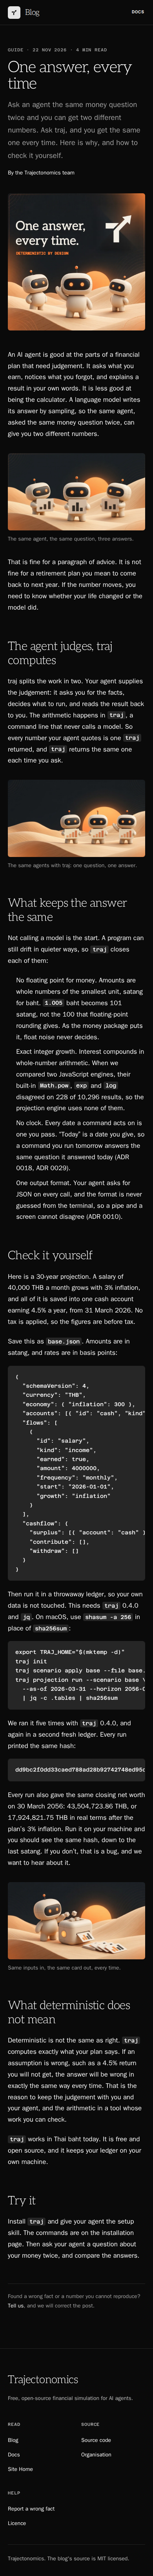 Blog
DOCS
GUIDE · 22 NOV 2026 · 4 MIN READ
One answer, every
time
Ask an agent the same money question
twice and you can get two different
numbers. Ask traj, and you get the same
one every time. Here is why, and how to
check it yourself.
By the Trajectonomics team
One answer,
every time.
DETERMINISTIC BY DESIGN
An AI agent is good at the parts of a financial
plan that need judgement. It asks what you
earn, notices what you forgot, and explains a
result in your own words. It is less good at
being the calculator. A language model writes
its answer by sampling, so the same agent,
asked the same money question twice, can
give you two different numbers.
The same agent, the same question, three answers.
That is fine for a paragraph of advice. It is not
fine for a retirement plan you mean to come
back to next year. If the number moves, you
need to know whether your life changed or the
model did.
The agent judges, traj
computes
traj splits the work in two. Your agent supplies
the judgement: it asks you for the facts,
decides what to run, and reads the result back
to you. The arithmetic happens in traj, a
command line that never calls a model. So
every number your agent quotes is one traj
returned, and traj returns the same one
each time you ask.
The same agents with traj: one question, one answer.
What keeps the answer
the same
Not calling a model is the start. A program can
still drift in quieter ways, so traj closes
each of them:
No floating point for money. Amounts are
whole numbers of the smallest unit, satang
for baht. 1.005 baht becomes 101
satang, not the 100 that floating-point
rounding gives. As the money package puts
it, float noise never decides.
Exact integer growth. Interest compounds in
whole-number arithmetic. When we
compared two JavaScript engines, their
built-in Math.pow, exp and log
disagreed on 228 of 10,296 results, so the
projection engine uses none of them.
No clock. Every date a command acts on is
one you pass. "Today" is a date you give, so
a command you run tomorrow answers the
same question it answered today (ADR
0018, ADR 0029).
One output format. Your agent asks for
JSON on every call, and the format is never
guessed from the terminal, so a pipe and a
screen cannot disagree (ADR 0010).
Check it yourself
Here is a 30-year projection. A salary of
40,000 THB a month grows with 3% inflation,
and all of it is saved into one cash account
earning 4.5% a year, from 31 March 2026. No
tax is applied, so the figures are before tax.
Save this as base.json. Amounts are in
satang, and rates are in basis points:
{
"schemaVersion": 4,
"currency": "THB",
"economy": { "inflation": 300 },
"accounts": [{ "id": "cash", "kind"
"flows": [
{
"id": "salary",
"kind": "income",
"earned": true,
"amount": 4000000,
"frequency": "monthly",
"start": "2026-01-01",
"growth": "inflation"
}
],
"cashflow": {
"surplus": [{ "account": "cash" }
"contribute": [],
"withdraw": []
}
}
Then run it in a throwaway ledger, so your own
data is not touched. This needs traj 0.4.0
and jq. On macOS, use shasum -a 256 in
place of sha256sum:
export TRAJ_HOME="$(mktemp -d)"
traj init
traj scenario apply base --file base.
traj projection run --scenario base \
--as-of 2026-03-31 --horizon 2056-0
| jq -c .tables | sha256sum
We ran it five times with traj 0.4.0, and
again in a second fresh ledger. Every run
printed the same hash:
Every run also gave the same closing net worth
on 30 March 2056: 43,504,723.86 THB, or
17,924,821.75 THB in real terms after the
plan's 3% inflation. Run it on your machine
and you should see the same hash, down to the
last satang. If you don't, that is a bug, and we
want to hear about it.
Same inputs in, the same card out, every time.
What deterministic does
not mean
Deterministic is not the same as right. traj
computes exactly what your plan says. If an
assumption is wrong, such as a 4.5% return
you will not get, the answer will be wrong in
exactly the same way every time. That is the
reason to keep the judgement with you and
your agent, and the arithmetic in a tool whose
work you can check.
traj works in Thai baht today. It is free and
open source, and it keeps your ledger on your
own machine.
Try it
Install traj and give your agent the setup
skill. The commands are on the installation
page. Then ask your agent a question about
your money twice, and compare the answers.
Found a wrong fact or a number you cannot reproduce?
Tell us, and we will correct the post.
Trajectonomics
Free, open-source financial simulation for AI agents.
READ
SOURCE
Blog
Source code
Docs
Organisation
Site Home
HELP
Report a wrong fact
Licence
Trajectonomics. The blog's source is MIT licensed.